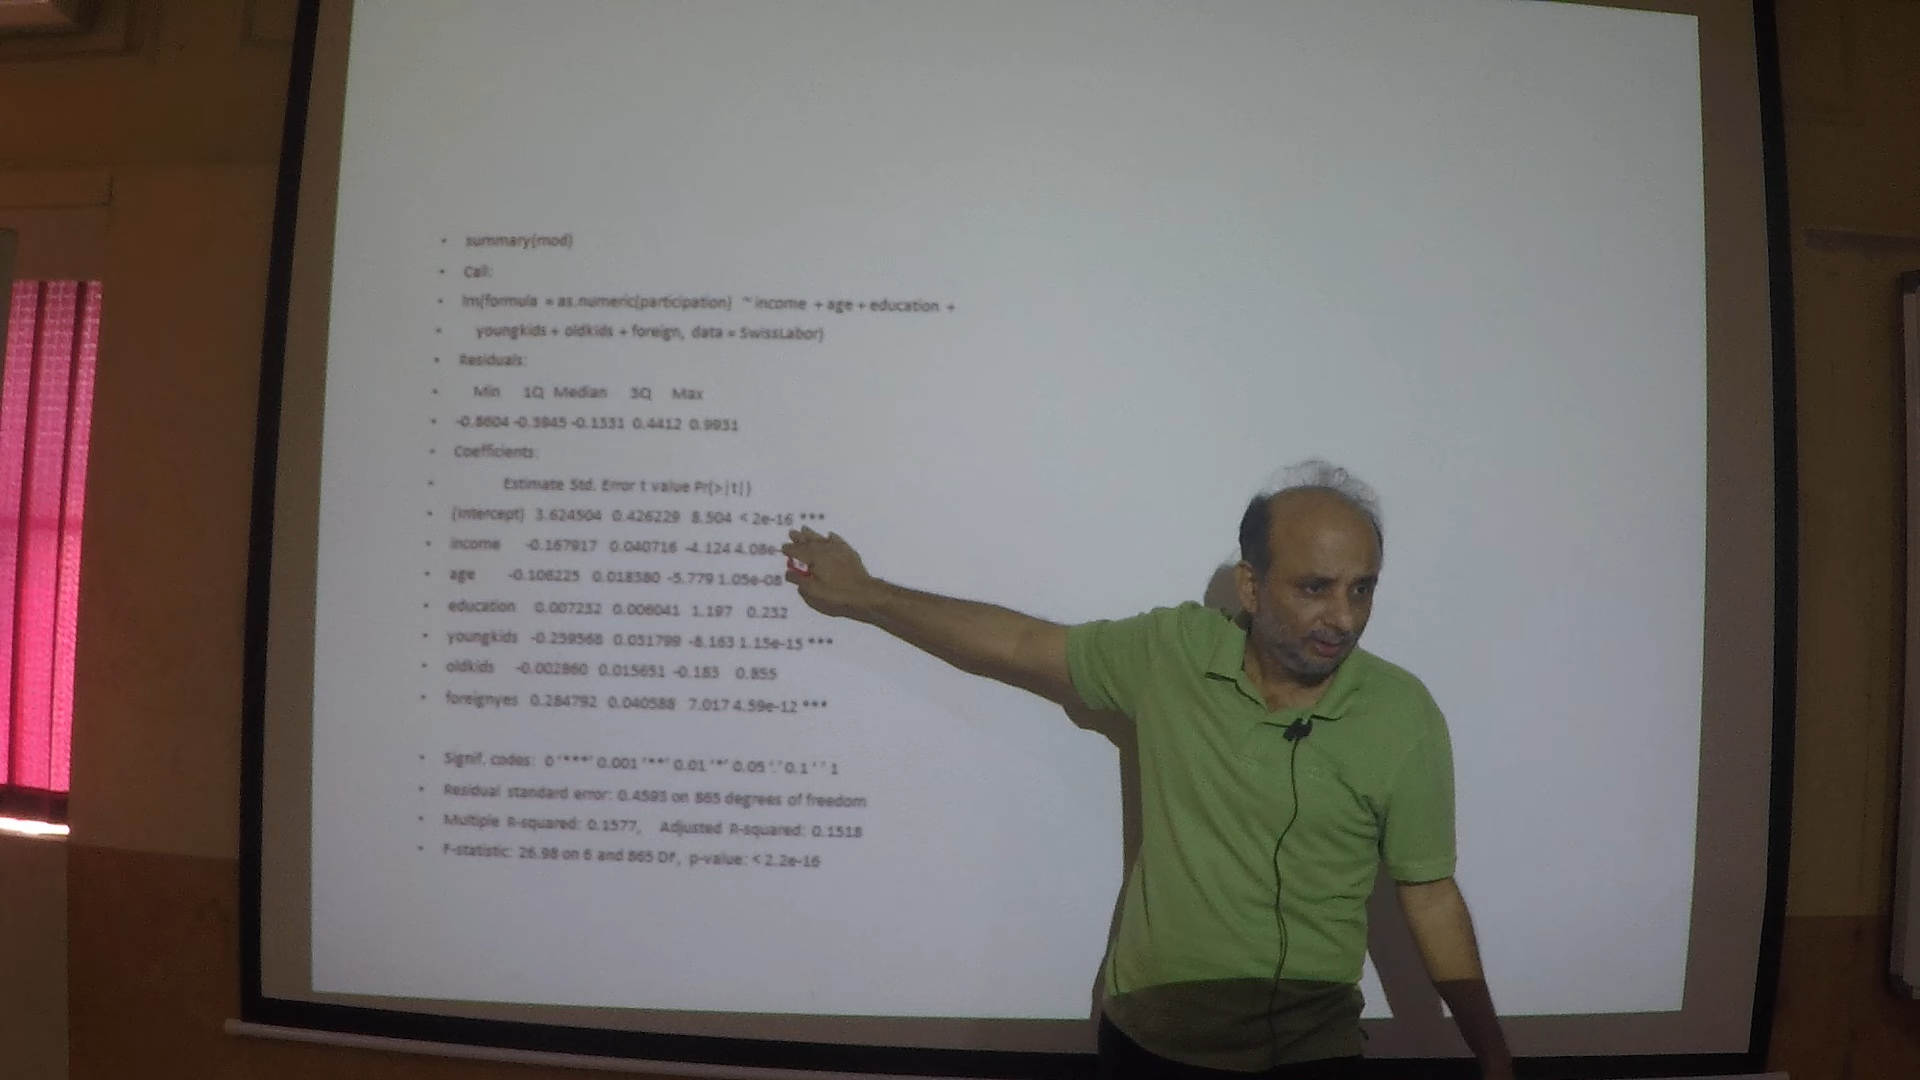 • summary(mod)
• Call:
• lm(formula = as.numeric(participation) ~ income + age + education +
• youngkids + oldkids + foreign, data = SwissLabor)
• Residuals:
• Min 1Q Median 3Q Max
• -0.8604 -0.3945 -0.1331 0.4412 0.9931
• Coefficients:
• Estimate Std. Error t value Pr(>|t|)
• (Intercept) 3.624504 0.426229 8.504 < 2e-16 ***
• income -0.167917 0.040716 -4.124 4.08e-
• age -0.106225 0.018380 -5.779 1.05e-08
• education 0.007232 0.006041 1.197 0.232
• youngkids -0.259568 0.031799 -8.163 1.15e-15 ***
• oldkids -0.002860 0.015651 -0.183 0.855
• foreignyes 0.284792 0.040588 7.017 4.59e-12 ***
• Signif. codes: 0 '***' 0.001 '**' 0.01 '*' 0.05 '.' 0.1 ' ' 1
• Residual standard error: 0.4593 on 865 degrees of freedom
• Multiple R-squared: 0.1577, Adjusted R-squared: 0.1518
• F-statistic: 26.98 on 6 and 865 DF, p-value: < 2.2e-16